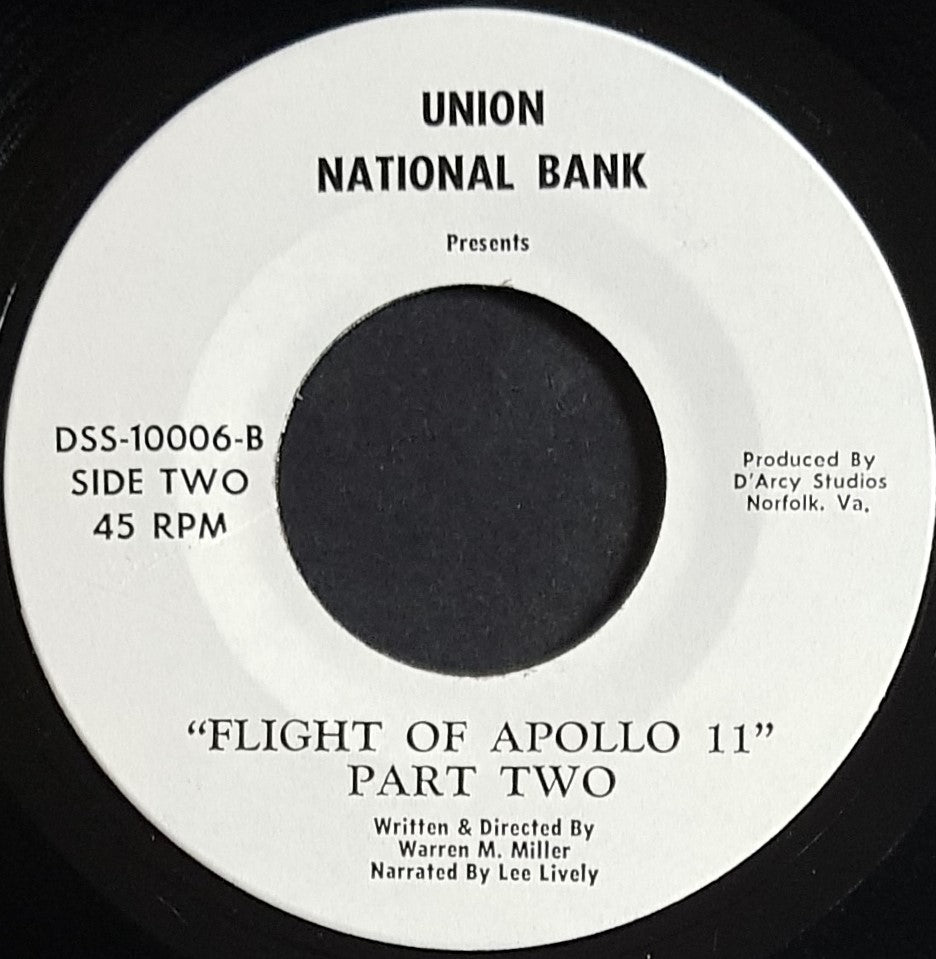 UNION
NATIONAL BANK
Presents
DSS-10006-B
SIDE TWO
45 RPM
Produced By
D'Arcy Studios
Norfolk. Va.
“FLIGHT OF APOLLO 11”
PART TWO
Written & Directed By
Warren M. Miller
Narrated By Lee Lively